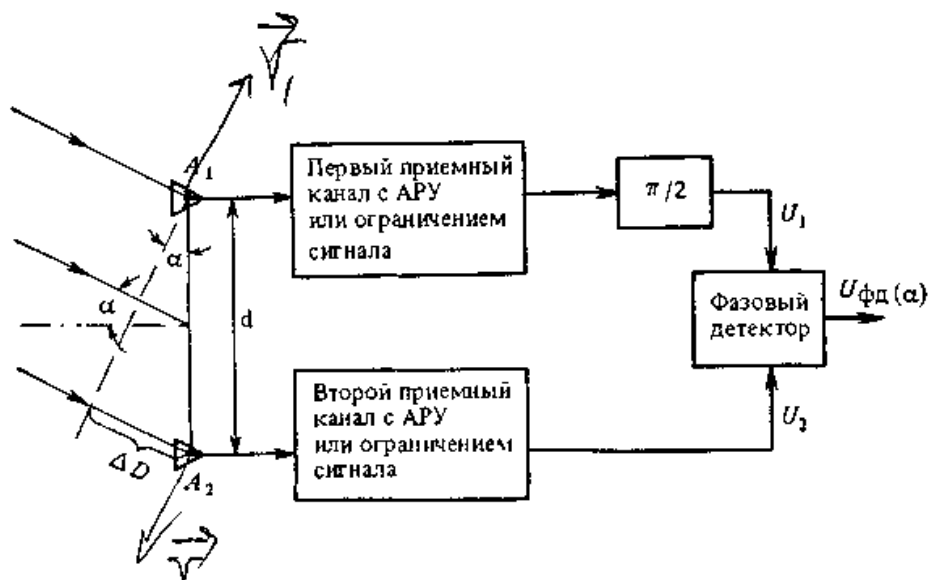 V₁
A₁
Первый приемный
канал с АРУ
или ограничением
сигнала
π/2
U₁
α
α
d
Фазовый
детектор
Uфд(α)
Второй приемный
канал с АРУ
или ограничением
сигнала
U₂
ΔD
A₂
V